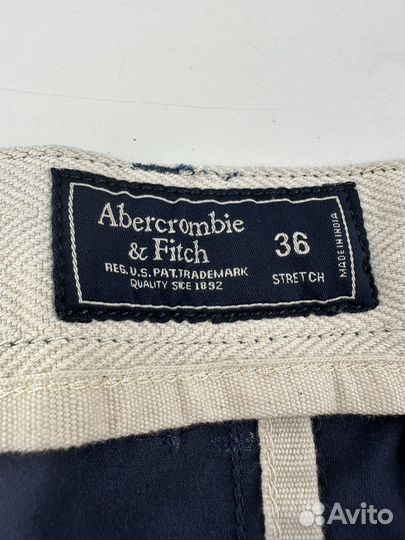 Abercrombie
& Fitch
REG. U.S. PAT. TRADEMARK
QUALITY SICE 1892
36
STRETCH
MADE IN INDIA
Avito